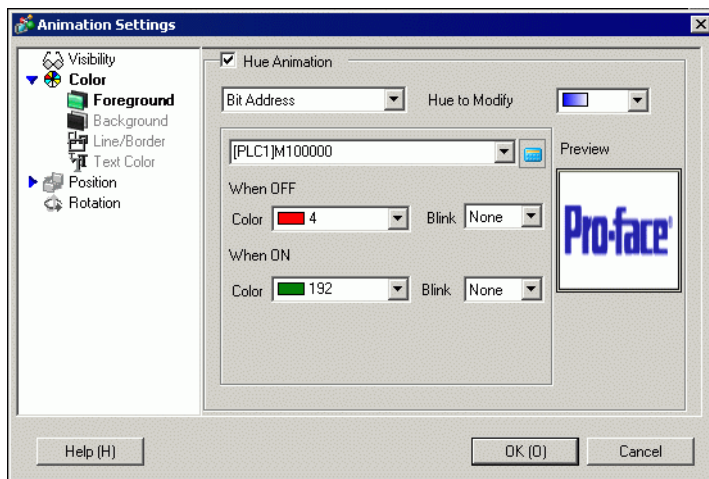 Animation Settings
Visibility
Color
Foreground
Background
Line/Border
Text Color
Position
Rotation
Hue Animation
Bit Address
Hue to Modify
[PLC1]M100000
Preview
When OFF
Color 4 Blink None
When ON
Color 192 Blink None
Pro-face®
Help (H)
OK (O)
Cancel